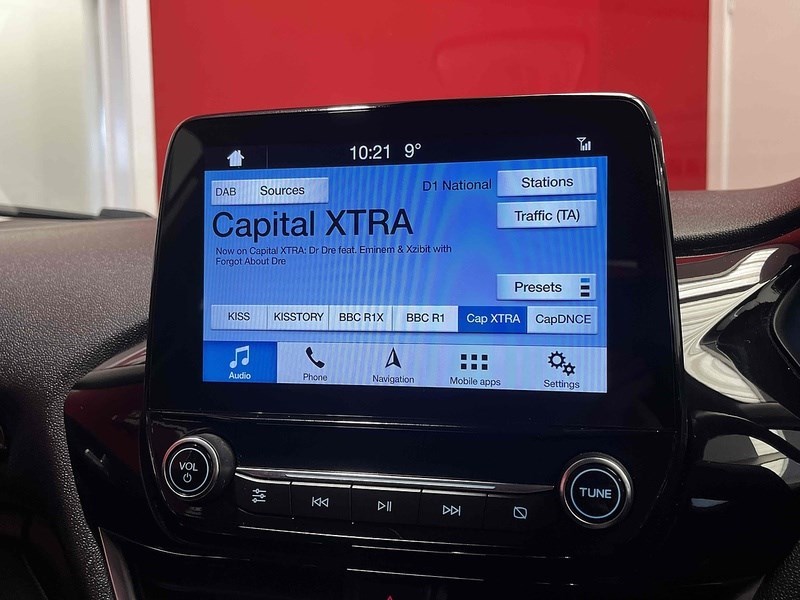 10:21 9°
DAB Sources
D1 National
Stations
Capital XTRA
Traffic (TA)
Now on Capital XTRA: Dr Dre feat. Eminem & Xzibit with
Forgot About Dre
Presets
KISS KISSTORY BBC R1X BBC R1 Cap XTRA CapDNCE
Audio Phone Navigation Mobile apps Settings
VOL
TUNE